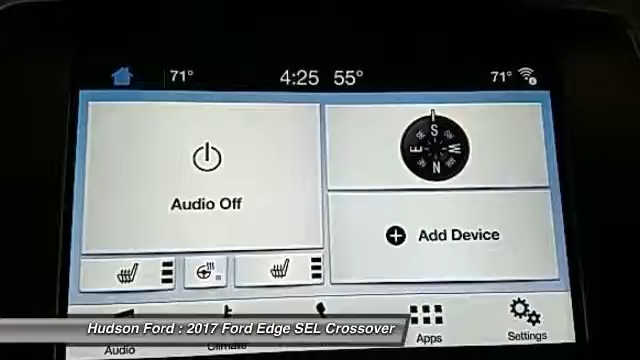 71° 4:25 55° 71°
Audio Off
S
E W
N
Add Device
Audio Climate Apps Settings
Hudson Ford : 2017 Ford Edge SEL Crossover